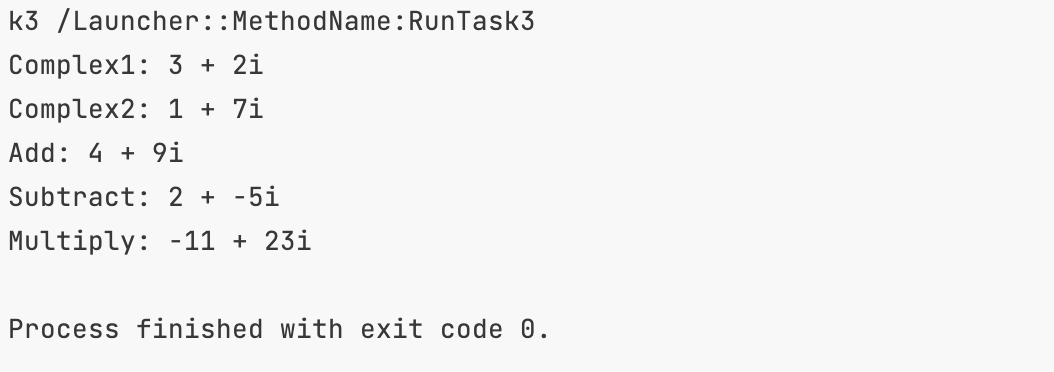 k3 /Launcher::MethodName:RunTask3
Complex1: 3 + 2i
Complex2: 1 + 7i
Add: 4 + 9i
Subtract: 2 + -5i
Multiply: -11 + 23i
Process finished with exit code 0.